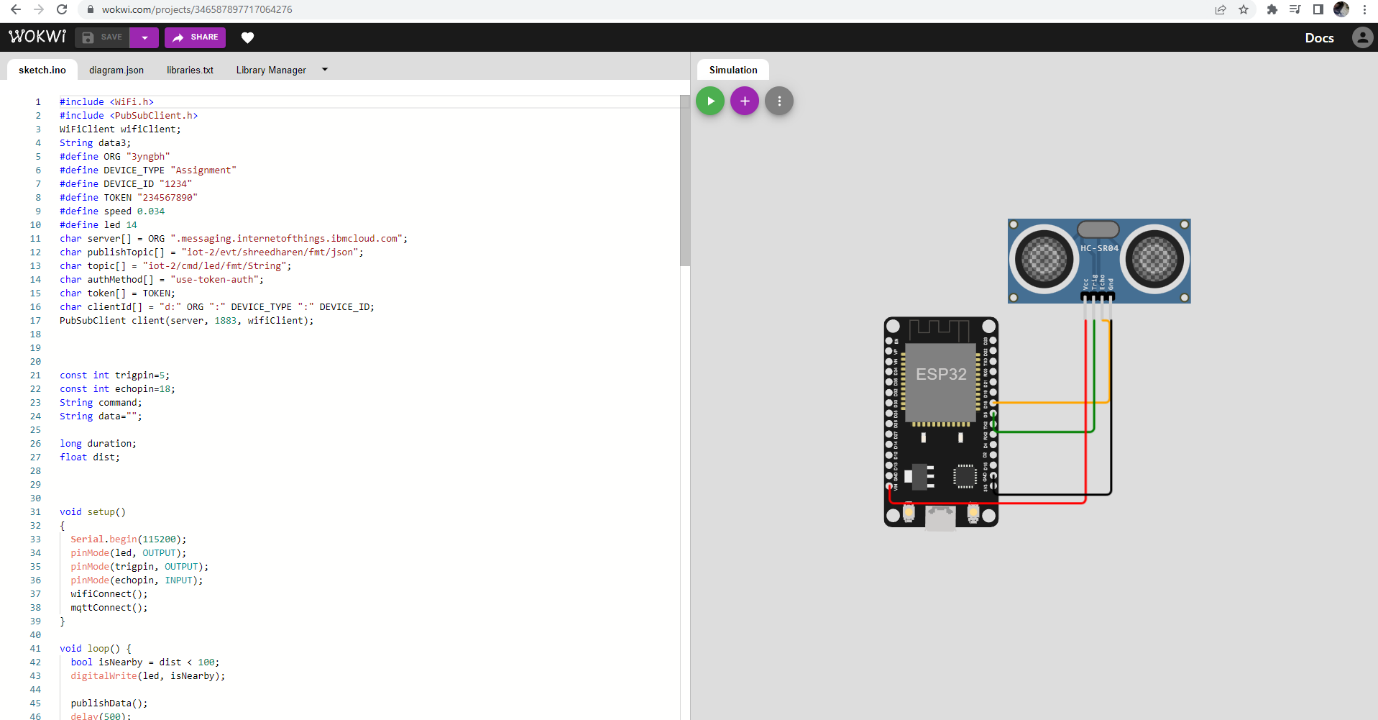 wokwi.com/projects/346587897717064276
WOKWI SAVE SHARE Docs
sketch.ino diagram.json libraries.txt Library Manager
Simulation
1 #include <WiFi.h>
2 #include <PubSubClient.h>
3 WiFiClient wifiClient;
4 String data3;
5 #define ORG "3yngbh"
6 #define DEVICE_TYPE "Assignment"
7 #define DEVICE_ID "1234"
8 #define TOKEN "234567890"
9 #define speed 0.034
10 #define led 14
11 char server[] = ORG ".messaging.internetofthings.ibmcloud.com";
12 char publishTopic[] = "iot-2/evt/shreedharen/fmt/json";
13 char topic[] = "iot-2/cmd/led/fmt/String";
14 char authMethod[] = "use-token-auth";
15 char token[] = TOKEN;
16 char clientId[] = "d:" ORG ":" DEVICE_TYPE ":" DEVICE_ID;
17 PubSubClient client(server, 1883, wifiClient);
18
19
20
21 const int trigpin=5;
22 const int echopin=18;
23 String command;
24 String data="";
25
26 long duration;
27 float dist;
28
29
30
31 void setup()
32 {
33 Serial.begin(115200);
34 pinMode(led, OUTPUT);
35 pinMode(trigpin, OUTPUT);
36 pinMode(echopin, INPUT);
37 wifiConnect();
38 mqttConnect();
39 }
40
41 void loop() {
42 bool isNearby = dist < 100;
43 digitalWrite(led, isNearby);
44
45 publishData();
46 delay(500);
HC-SR04
Vcc
Trig
Echo
Gnd
ESP32